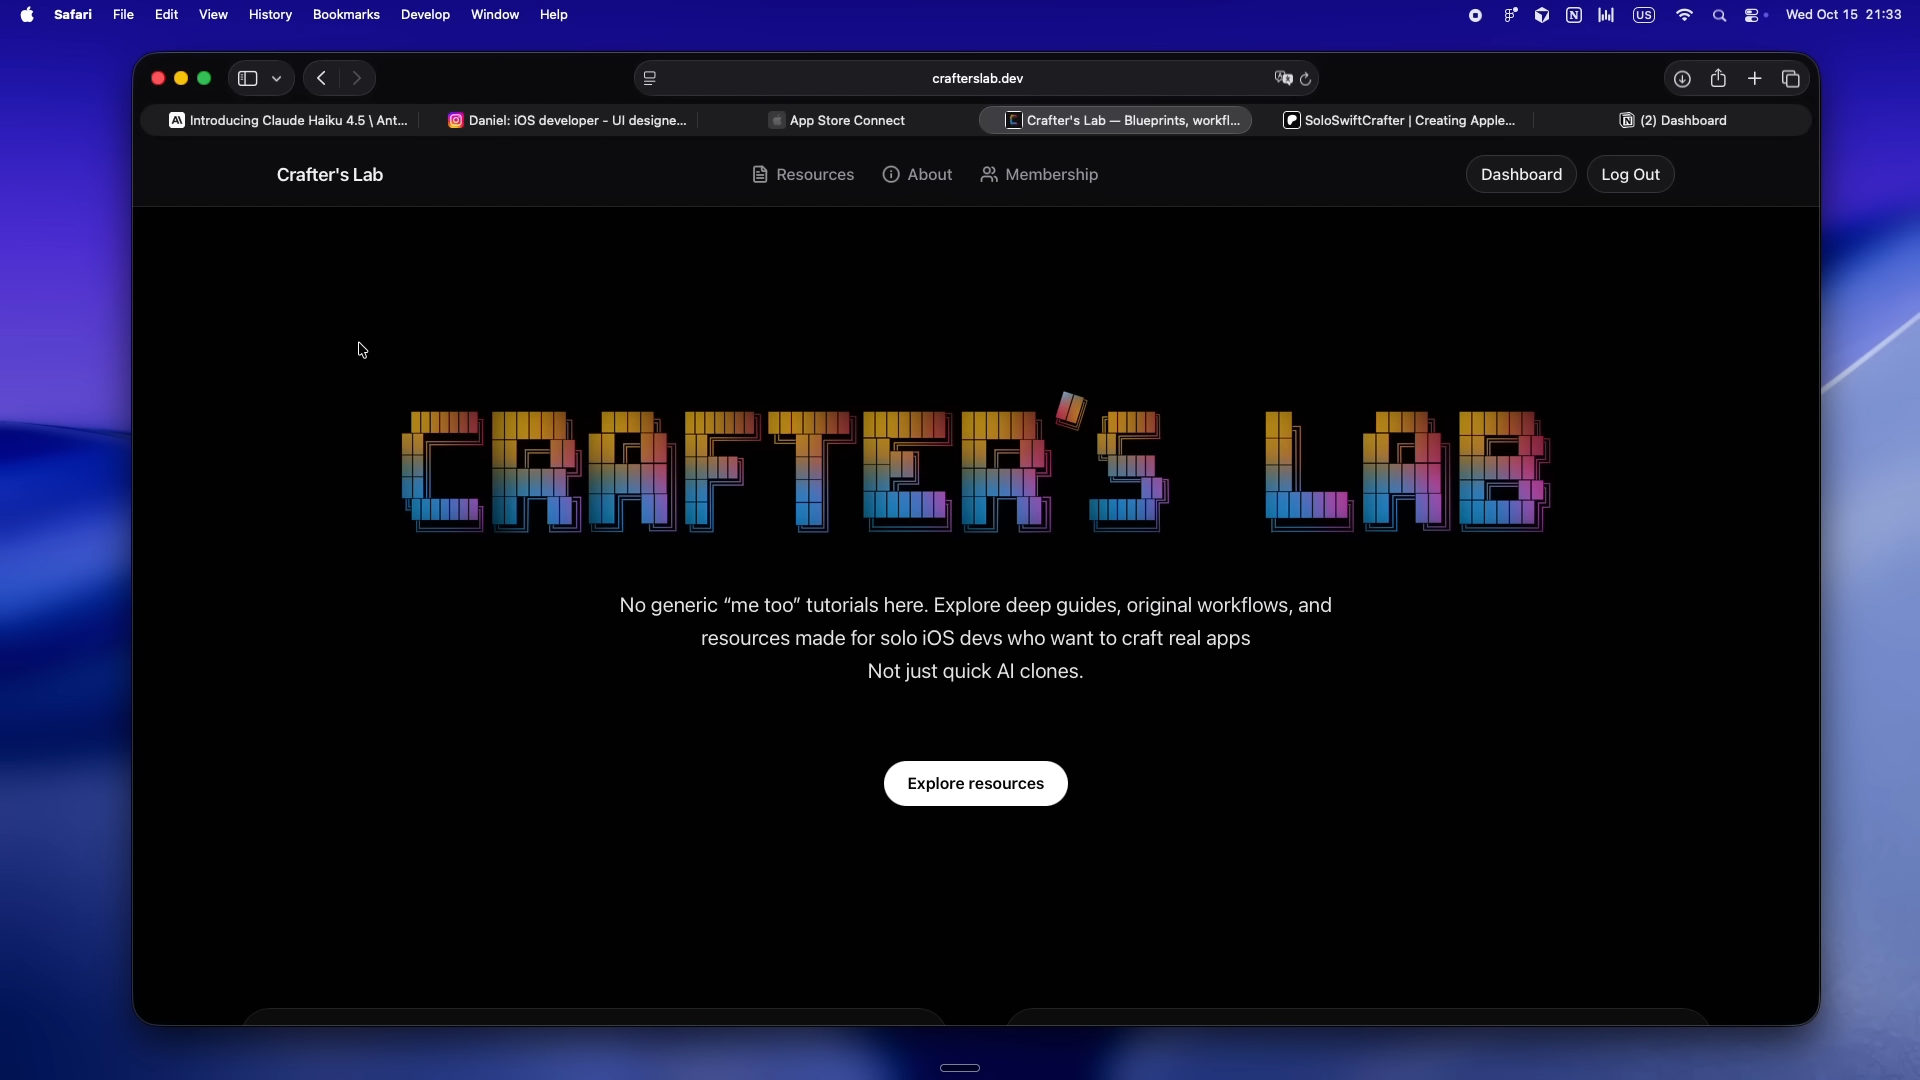 Safari File Edit View History Bookmarks Develop Window Help US Wed Oct 15 21:33
crafterslab.dev
Introducing Claude Haiku 4.5 \ Ant... Daniel: iOS developer - UI designe... App Store Connect Crafter's Lab — Blueprints, workfl... SoloSwiftCrafter | Creating Apple... (2) Dashboard
Crafter's Lab Resources About Membership Dashboard Log Out
CRAFTER'S LAB
No generic “me too” tutorials here. Explore deep guides, original workflows, and
resources made for solo iOS devs who want to craft real apps
Not just quick AI clones.
Explore resources